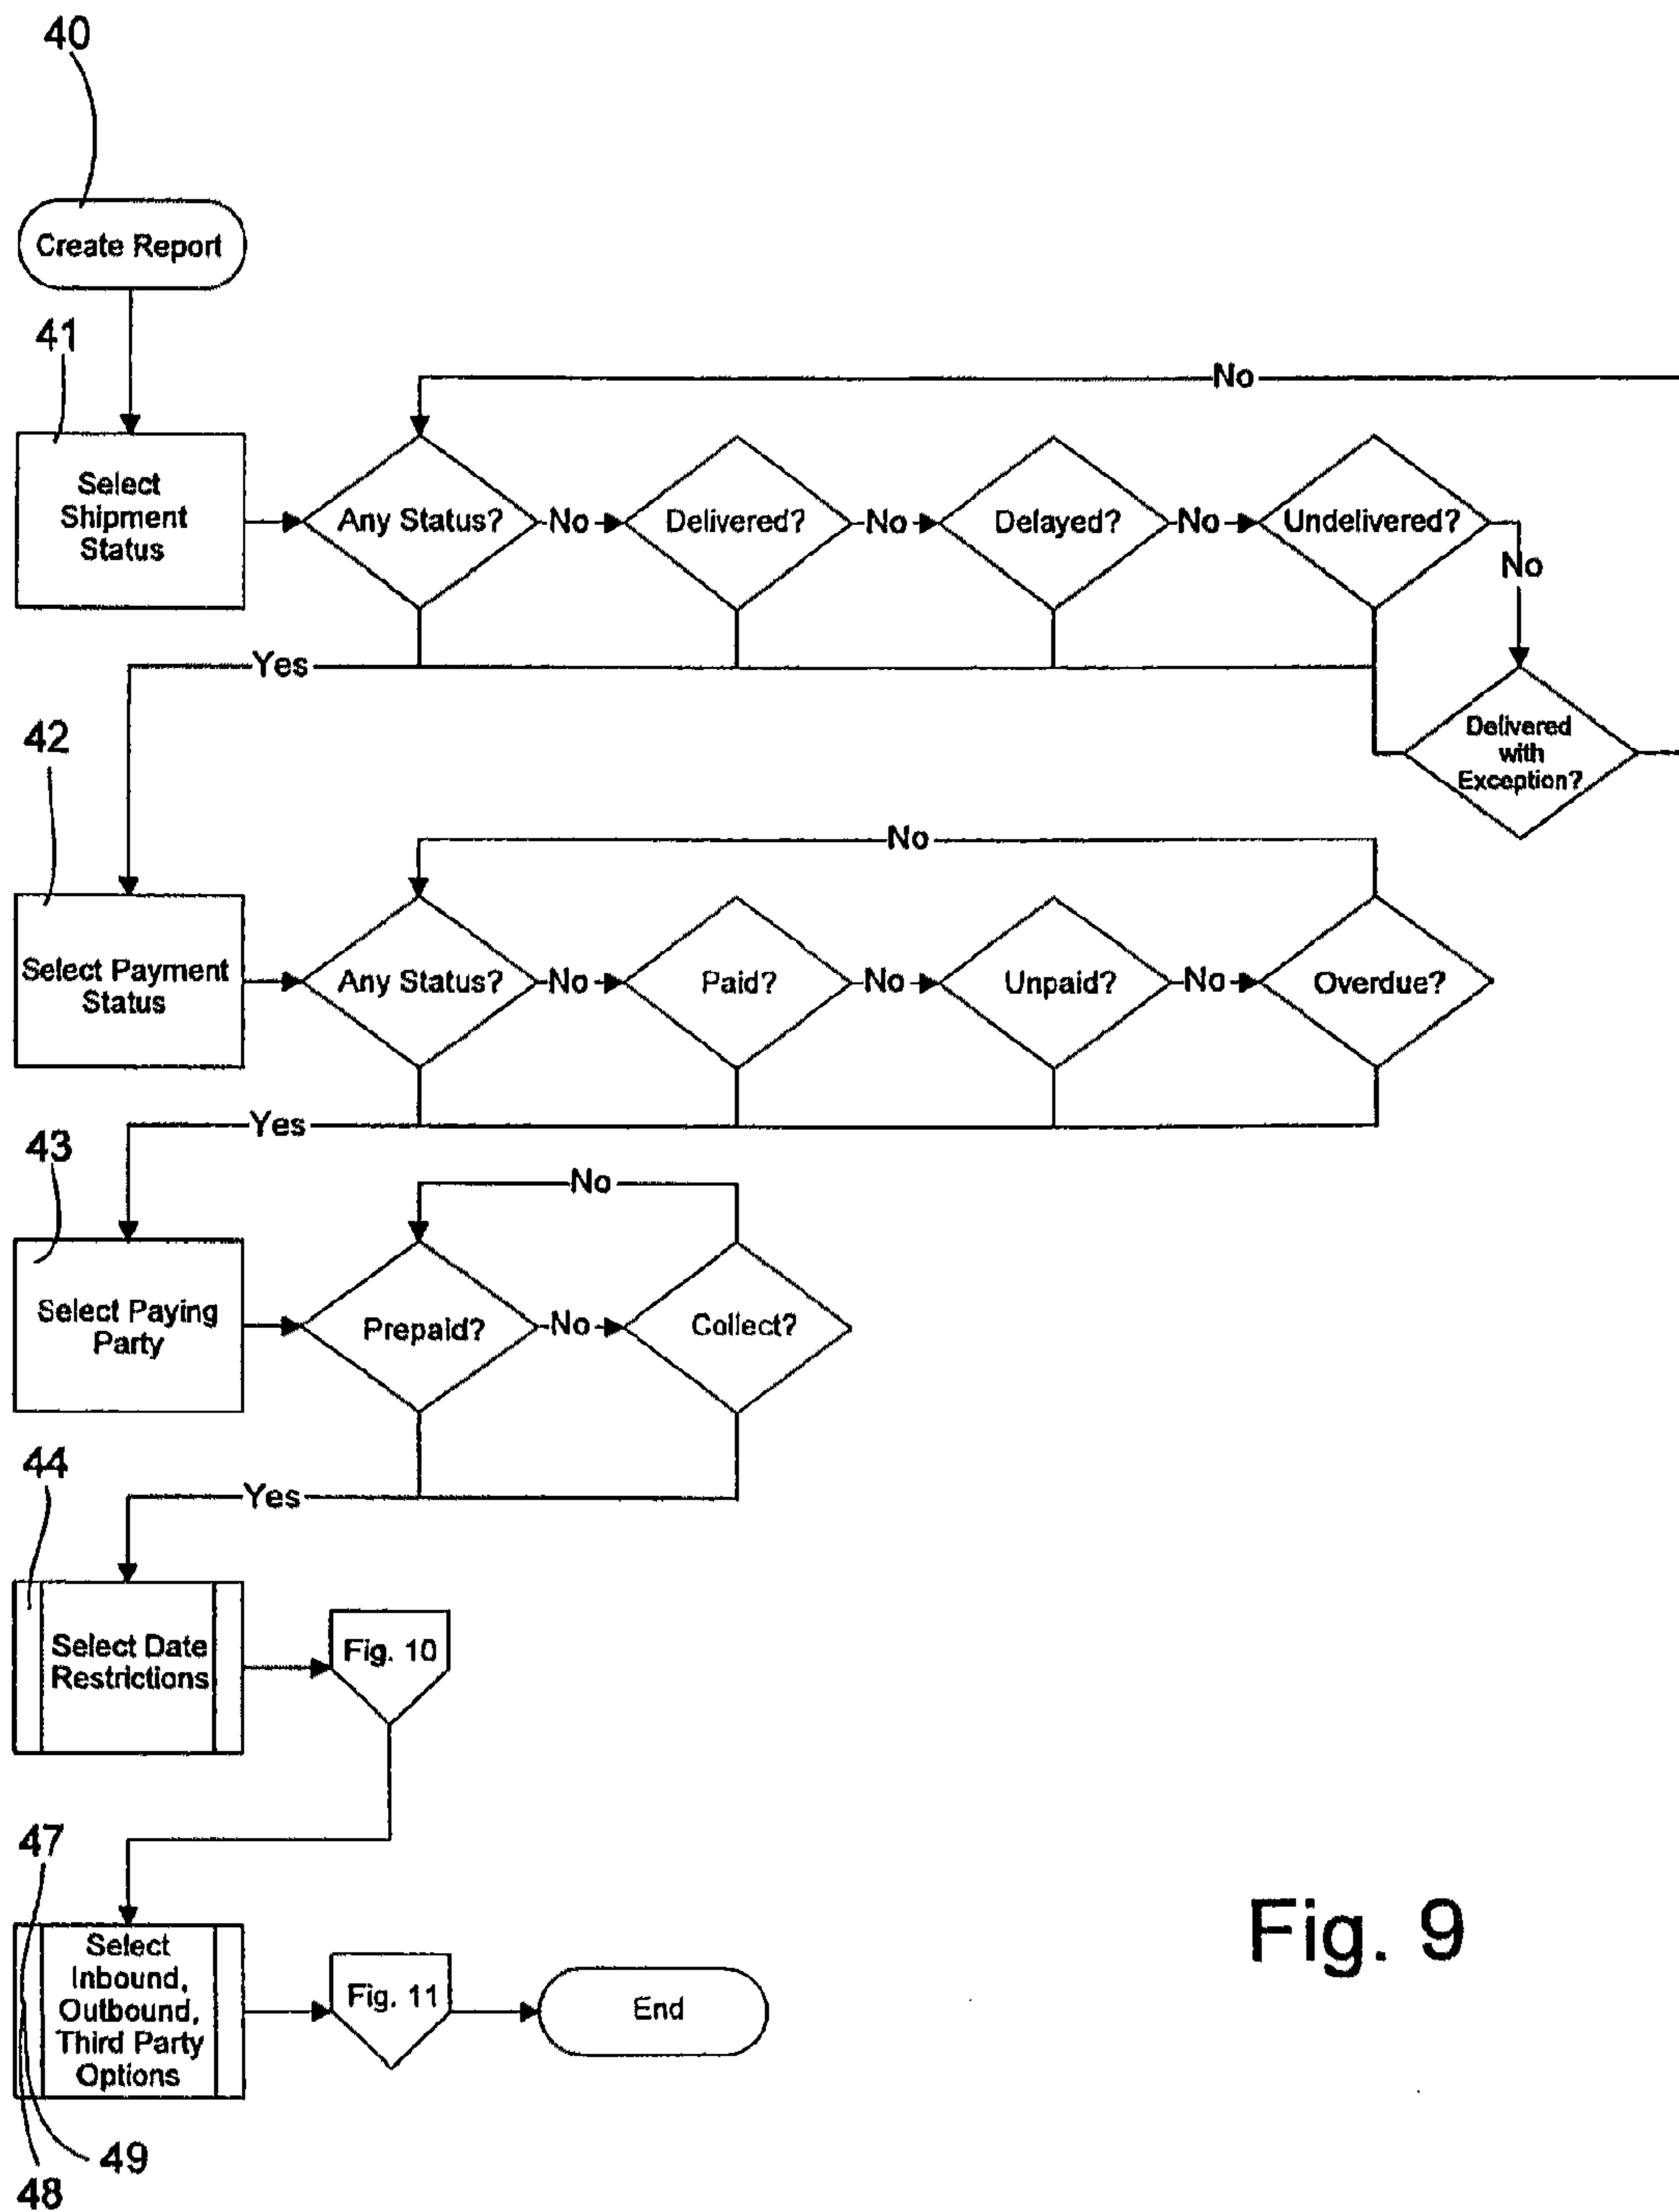 40
Create Report
41
No
Select
Shipment
Status
Any Status?
No
Delivered?
No
Delayed?
No
Undelivered?
No
Yes
Delivered
with
Exception?
42
No
Select Payment
Status
Any Status?
No
Paid?
No
Unpaid?
No
Overdue?
Yes
43
No
Select Paying
Party
Prepaid?
No
Collect?
44
Yes
Select Date
Restrictions
Fig. 10
47
Select
Inbound,
Outbound,
Third Party
Options
Fig. 11
End
49
48
Fig. 9